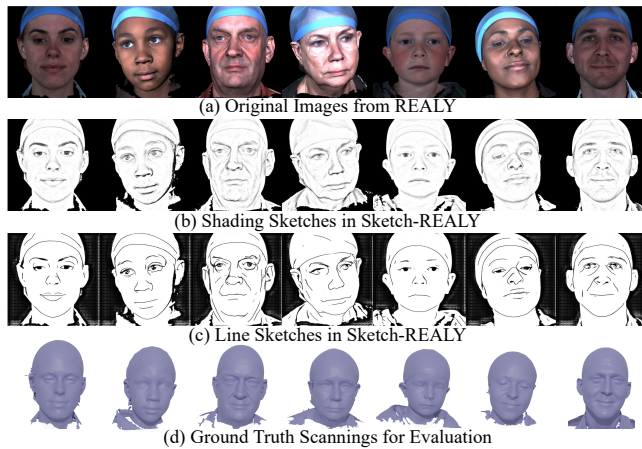 (a) Original Images from REALY
(b) Shading Sketches in Sketch-REALY
(c) Line Sketches in Sketch-REALY
(d) Ground Truth Scannings for Evaluation